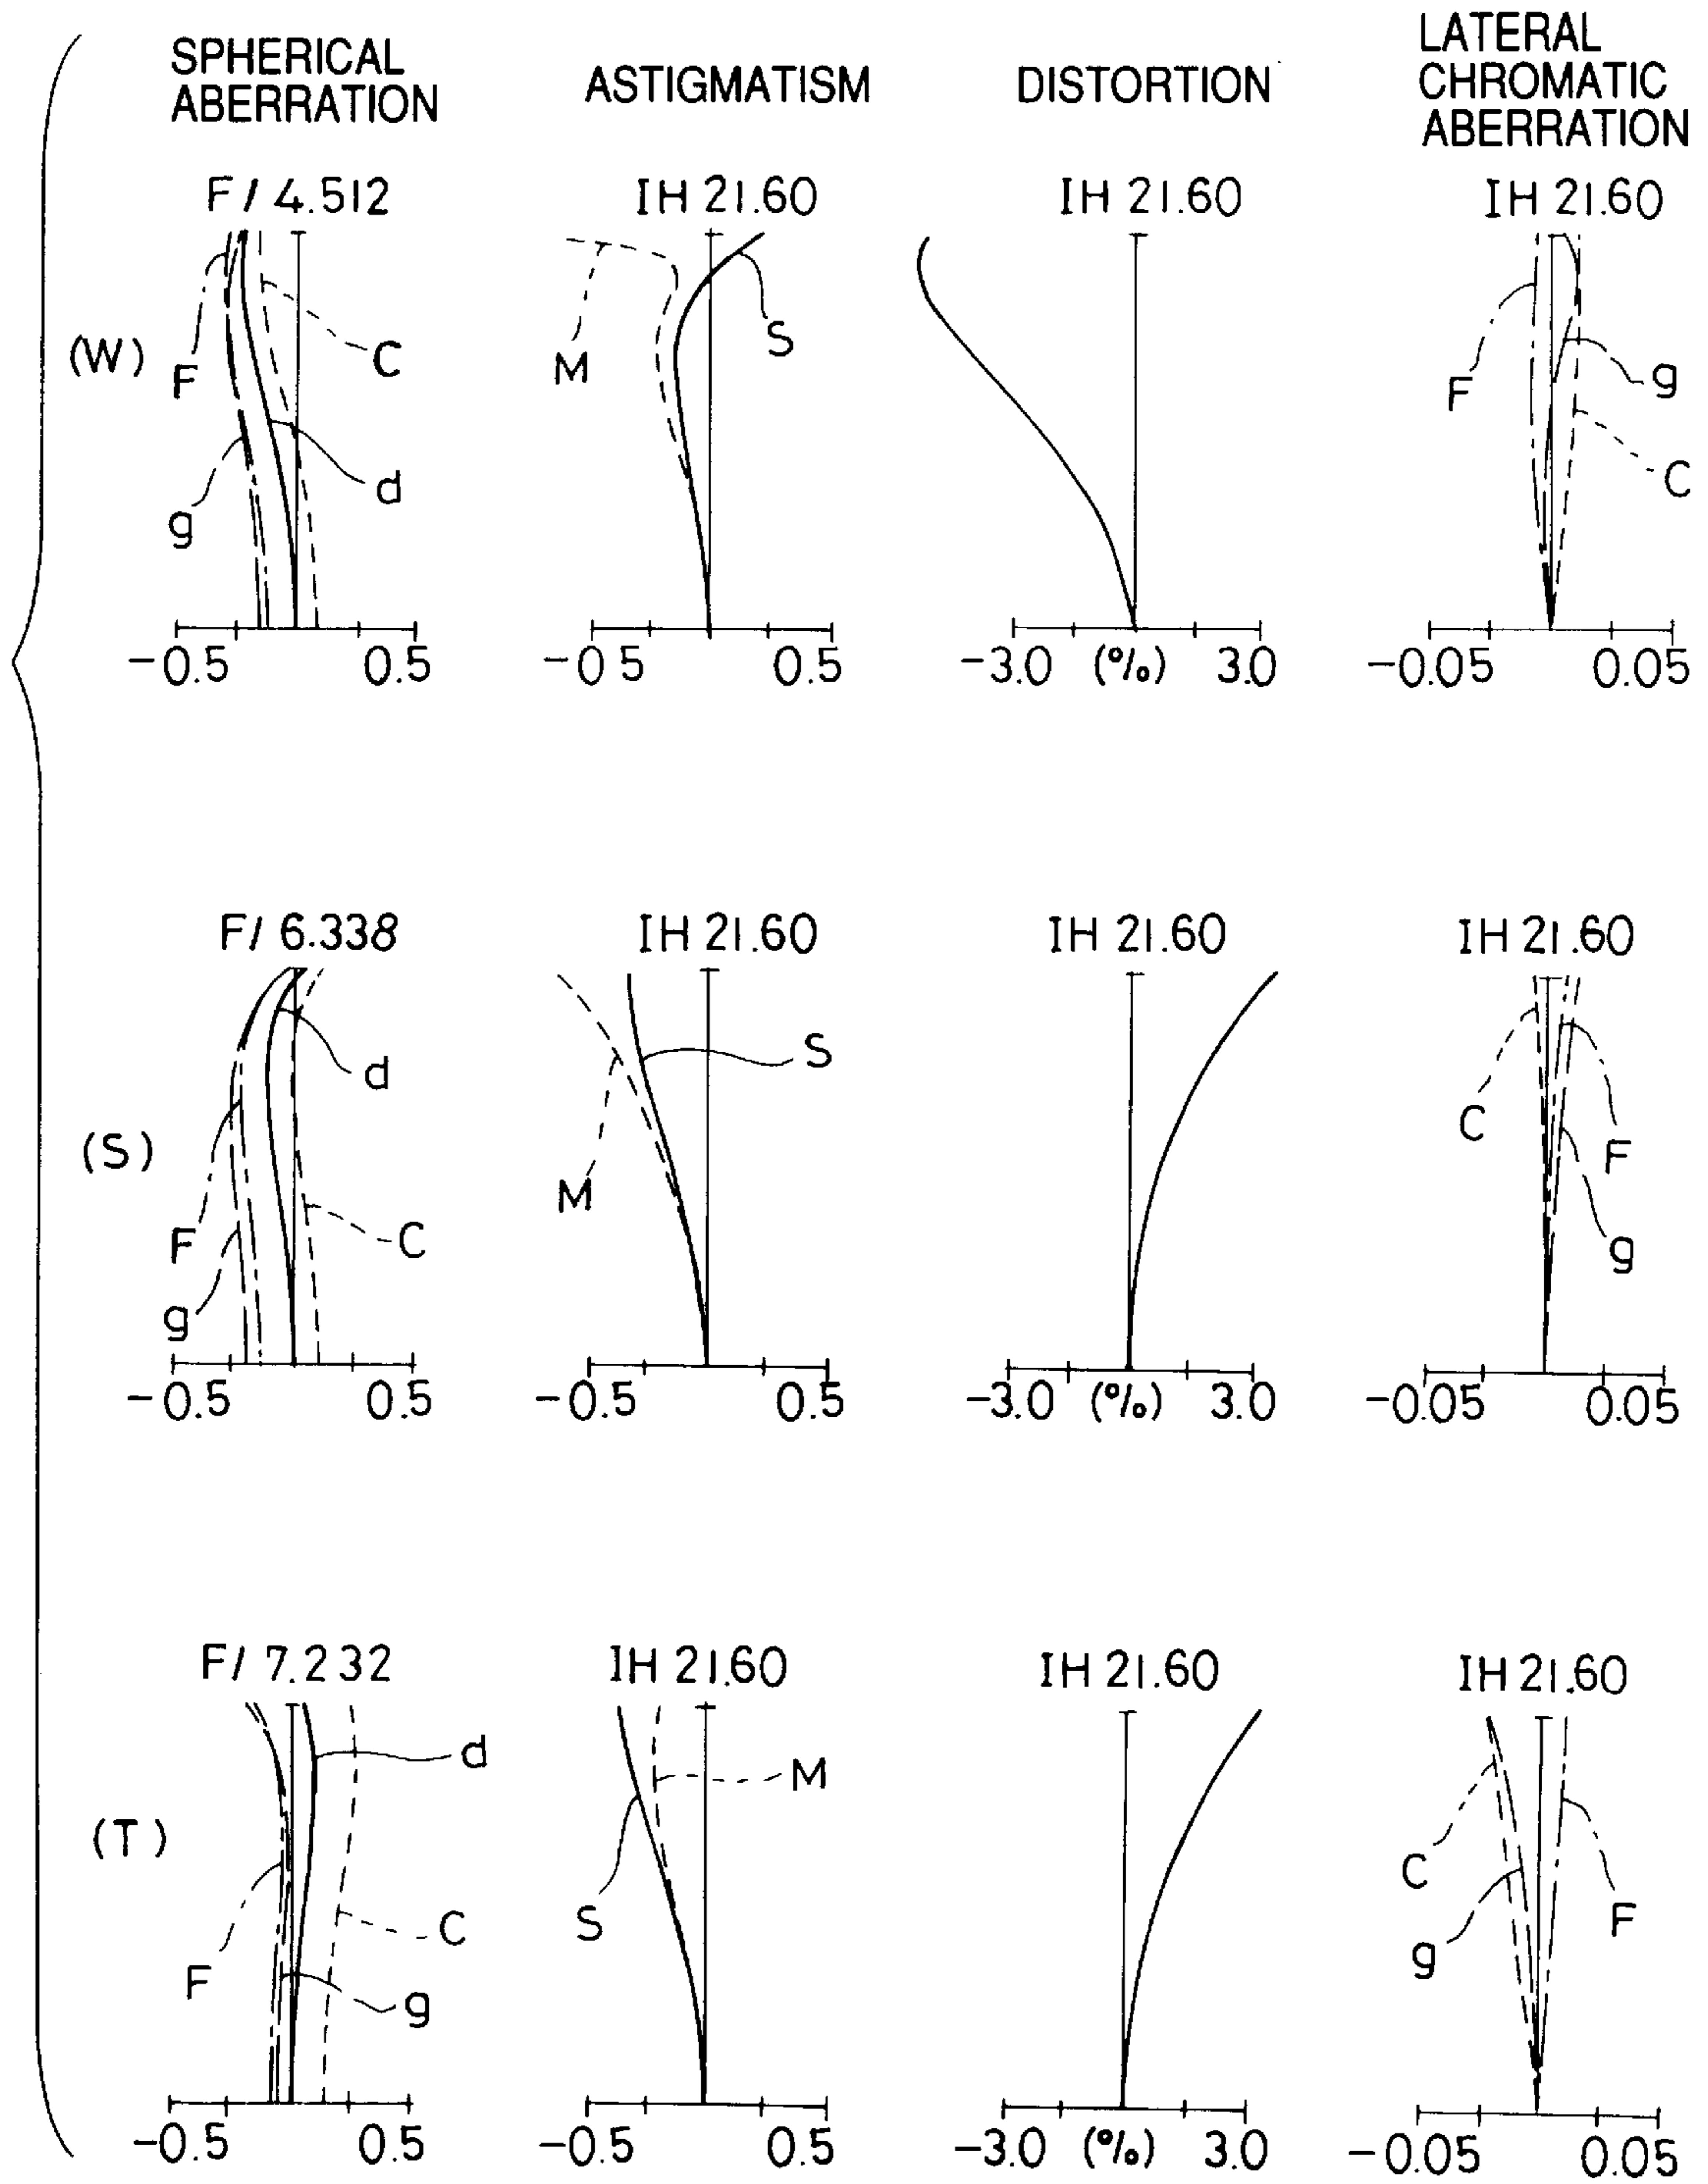 SPHERICAL
ABERRATION
ASTIGMATISM
DISTORTION
LATERAL
CHROMATIC
ABERRATION
(W)
F/ 4.512
F
C
d
g
-0.5 0.5
IH 21.60
M
S
-0 5 0.5
IH 21.60
-3.0 (%) 3.0
IH 21.60
F
g
C
-0.05 0.05
(S)
F/ 6.338
d
F
C
g
-0.5 0.5
IH 21.60
S
M
-0.5 0.5
IH 21.60
-3.0 (%) 3.0
IH 21.60
C
F
g
-0.05 0.05
(T)
F/ 7.232
d
C
F
g
-0.5 0.5
IH 21.60
M
S
-0.5 0.5
IH 21.60
-3.0 (%) 3.0
IH 21.60
C
F
g
-0.05 0.05